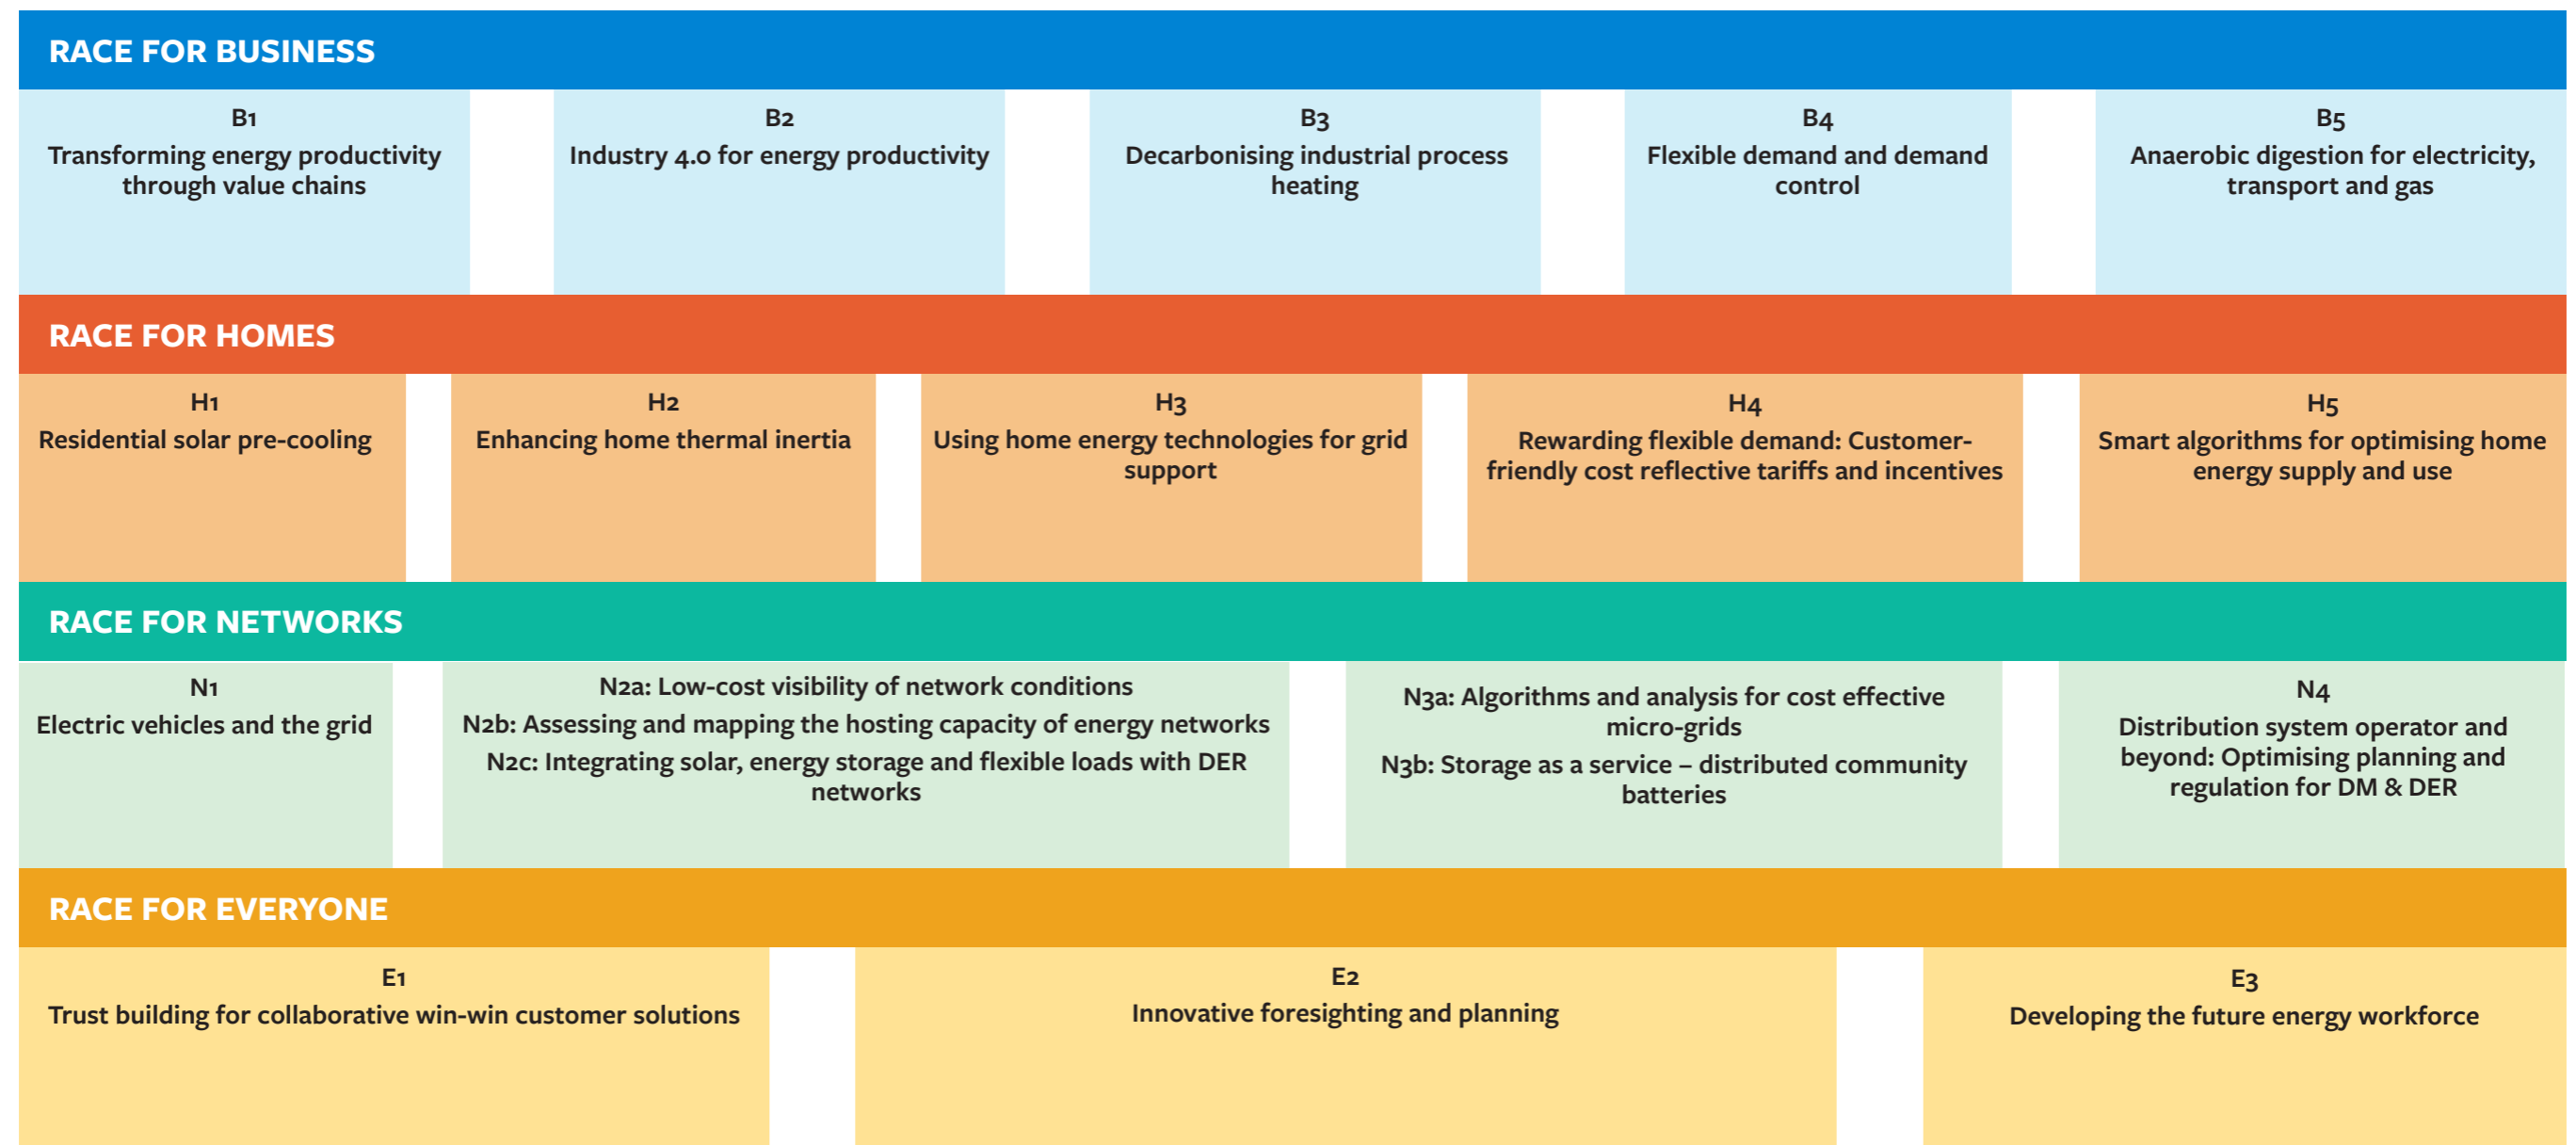 RACE FOR BUSINESS
B1
Transforming energy productivity
through value chains
B2
Industry 4.0 for energy productivity
B3
Decarbonising industrial process
heating
B4
Flexible demand and demand
control
B5
Anaerobic digestion for electricity,
transport and gas
RACE FOR HOMES
H1
Residential solar pre-cooling
H2
Enhancing home thermal inertia
H3
Using home energy technologies for grid
support
H4
Rewarding flexible demand: Customer-
friendly cost reflective tariffs and incentives
H5
Smart algorithms for optimising home
energy supply and use
RACE FOR NETWORKS
N1
Electric vehicles and the grid
N2a: Low-cost visibility of network conditions
N2b: Assessing and mapping the hosting capacity of energy networks
N2c: Integrating solar, energy storage and flexible loads with DER
networks
N3a: Algorithms and analysis for cost effective
micro-grids
N3b: Storage as a service – distributed community
batteries
N4
Distribution system operator and
beyond: Optimising planning and
regulation for DM & DER
RACE FOR EVERYONE
E1
Trust building for collaborative win-win customer solutions
E2
Innovative foresighting and planning
E3
Developing the future energy workforce